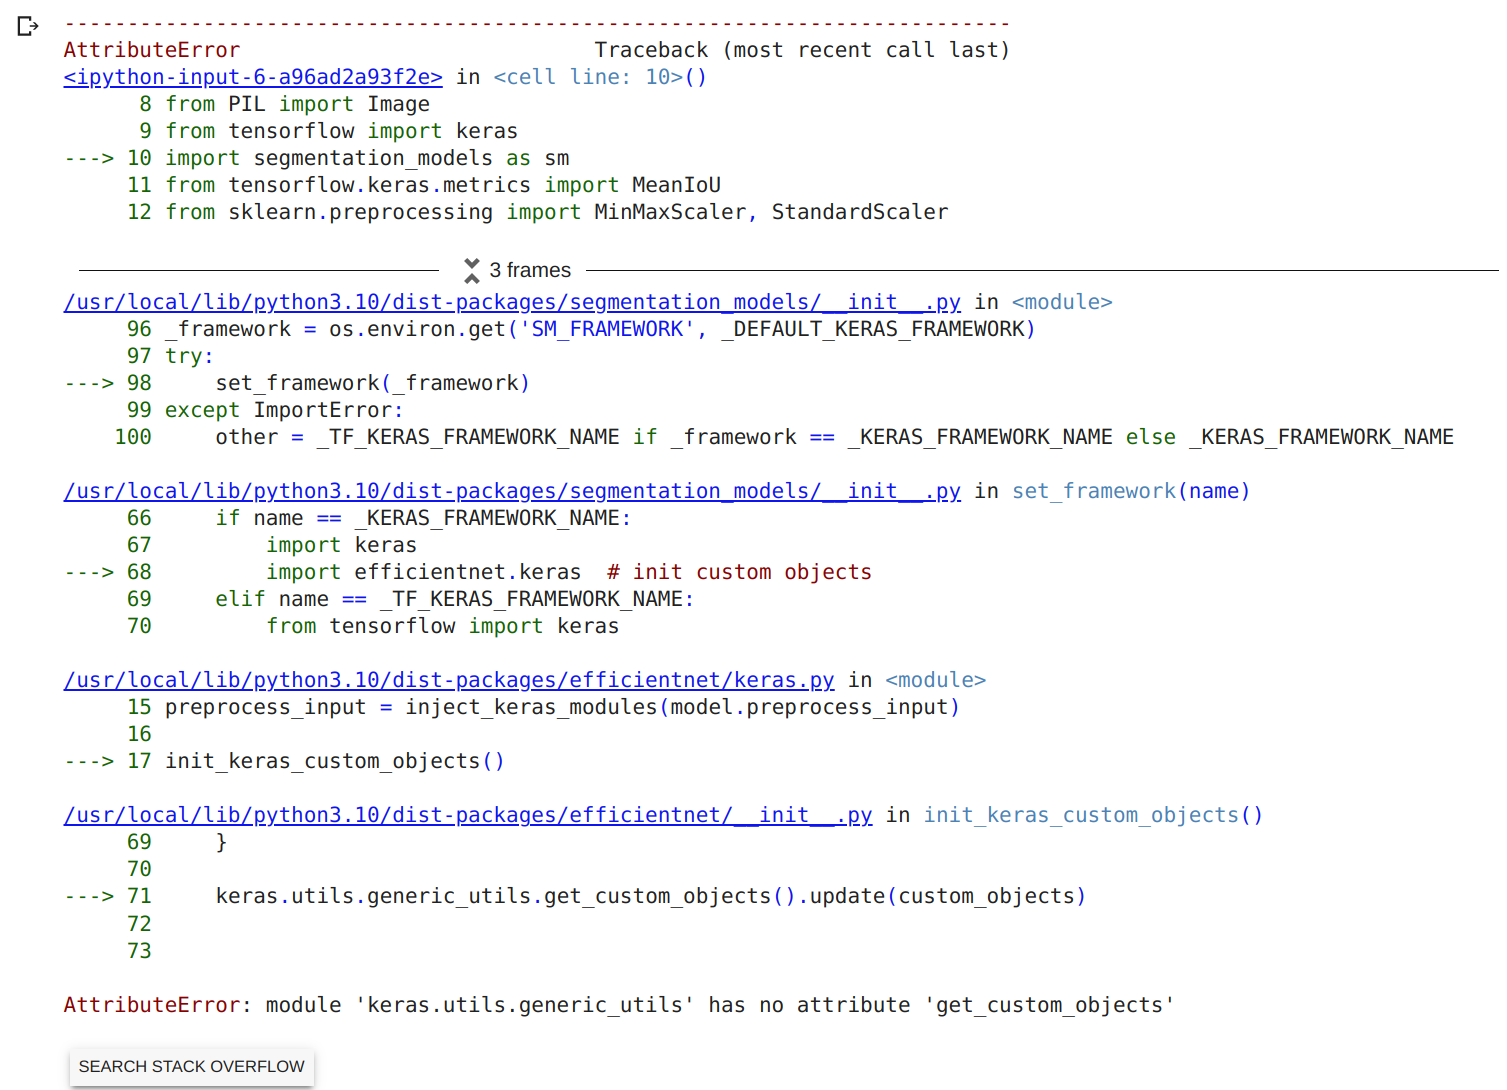 ---------------------------------------------------------------------------
AttributeError                            Traceback (most recent call last)
<ipython-input-6-a96ad2a93f2e> in <cell line: 10>()
      8 from PIL import Image
      9 from tensorflow import keras
---> 10 import segmentation_models as sm
     11 from tensorflow.keras.metrics import MeanIoU
     12 from sklearn.preprocessing import MinMaxScaler, StandardScaler
3 frames
/usr/local/lib/python3.10/dist-packages/segmentation_models/__init__.py in <module>
     96 _framework = os.environ.get('SM_FRAMEWORK', _DEFAULT_KERAS_FRAMEWORK)
     97 try:
---> 98     set_framework(_framework)
     99 except ImportError:
    100     other = _TF_KERAS_FRAMEWORK_NAME if _framework == _KERAS_FRAMEWORK_NAME else _KERAS_FRAMEWORK_NAME
/usr/local/lib/python3.10/dist-packages/segmentation_models/__init__.py in set_framework(name)
     66     if name == _KERAS_FRAMEWORK_NAME:
     67         import keras
---> 68         import efficientnet.keras  # init custom objects
     69     elif name == _TF_KERAS_FRAMEWORK_NAME:
     70         from tensorflow import keras
/usr/local/lib/python3.10/dist-packages/efficientnet/keras.py in <module>
     15 preprocess_input = inject_keras_modules(model.preprocess_input)
     16
---> 17 init_keras_custom_objects()
/usr/local/lib/python3.10/dist-packages/efficientnet/__init__.py in init_keras_custom_objects()
     69     }
     70
---> 71     keras.utils.generic_utils.get_custom_objects().update(custom_objects)
     72
     73
AttributeError: module 'keras.utils.generic_utils' has no attribute 'get_custom_objects'
SEARCH STACK OVERFLOW